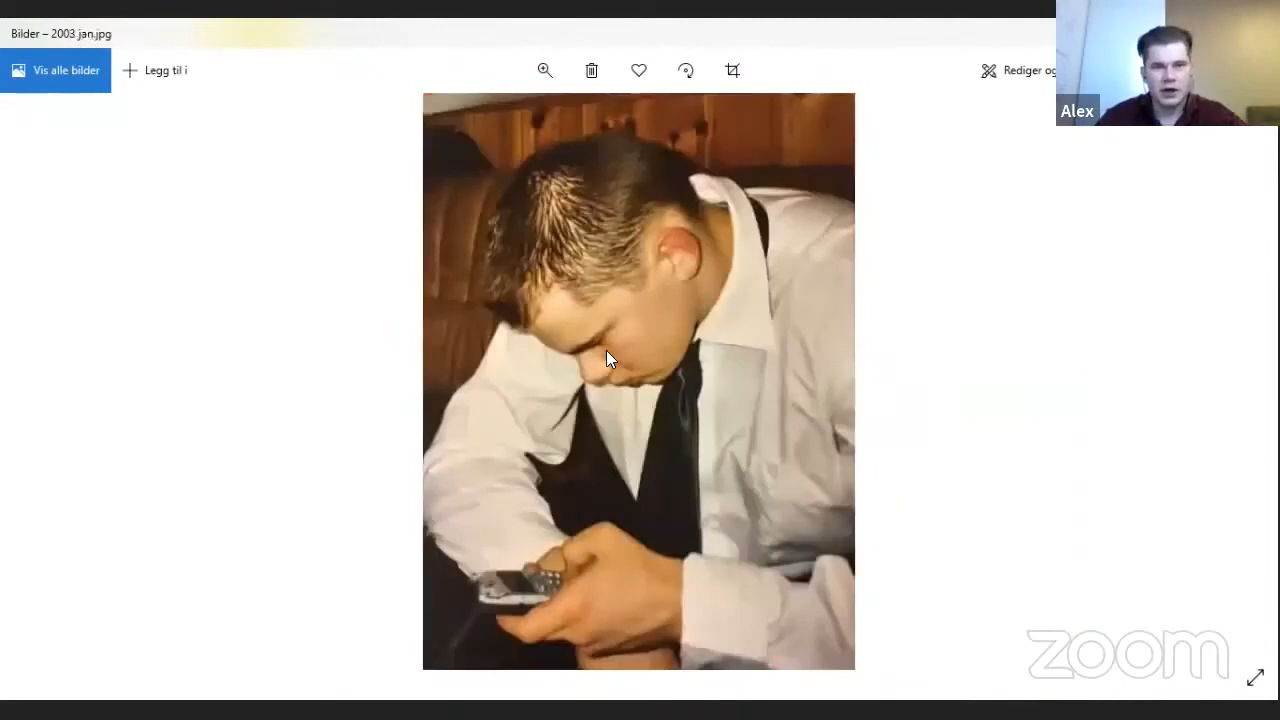 Bilder – 2003 jan.jpg
Vis alle bilder
Legg til i
Rediger og
Alex
zoom